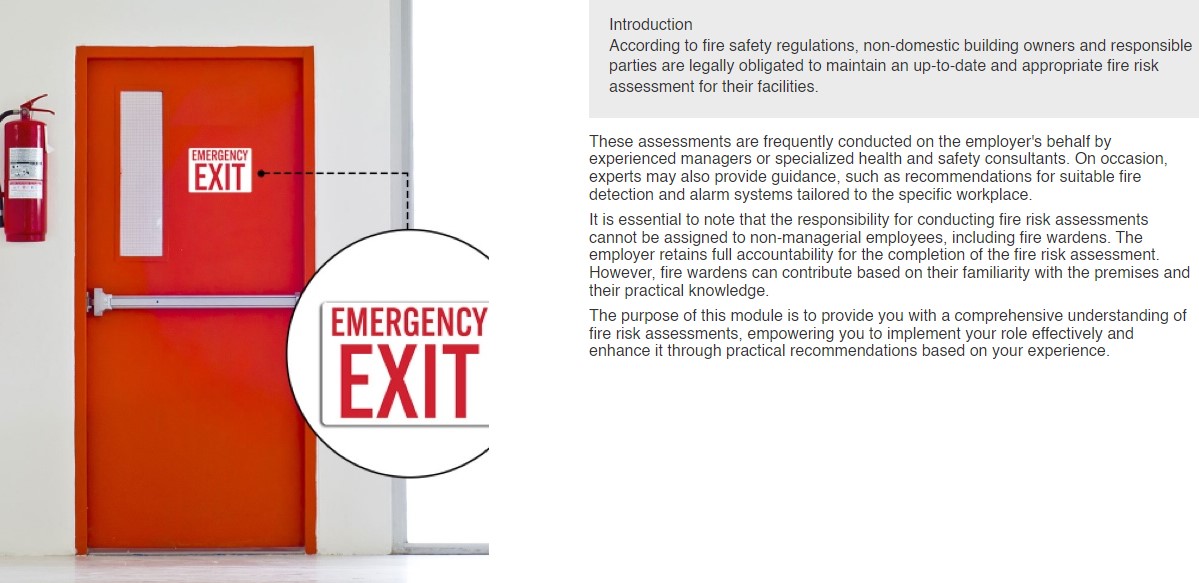 EMERGENCY
EXIT
EMERGENCY
EXIT
Introduction
According to fire safety regulations, non-domestic building owners and responsible
parties are legally obligated to maintain an up-to-date and appropriate fire risk
assessment for their facilities.
These assessments are frequently conducted on the employer's behalf by
experienced managers or specialized health and safety consultants. On occasion,
experts may also provide guidance, such as recommendations for suitable fire
detection and alarm systems tailored to the specific workplace.
It is essential to note that the responsibility for conducting fire risk assessments
cannot be assigned to non-managerial employees, including fire wardens. The
employer retains full accountability for the completion of the fire risk assessment.
However, fire wardens can contribute based on their familiarity with the premises and
their practical knowledge.
The purpose of this module is to provide you with a comprehensive understanding of
fire risk assessments, empowering you to implement your role effectively and
enhance it through practical recommendations based on your experience.